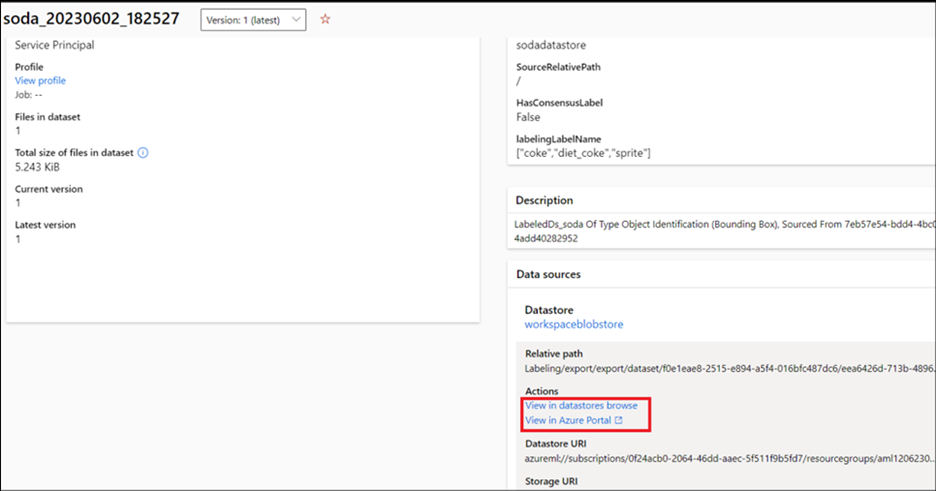 soda_20230602_182527
Version: 1 (latest)
Service Principal
Profile
View profile
Job: --
Files in dataset
1
Total size of files in dataset
5.243 KiB
Current version
1
Latest version
1
sodadatastore
SourceRelativePath
/
HasConsensusLabel
False
labelingLabelName
["coke","diet_coke","sprite"]
Description
LabeledDs_soda Of Type Object Identification (Bounding Box), Sourced From 7eb57e54-bdd4-4bc0
4add40282952
Data sources
Datastore
workspaceblobstore
Relative path
Labeling/export/export/dataset/f0e1eae8-2515-e894-a5f4-016bfc487dc6/eea6426d-713b-4896...
Actions
View in datastores browse
View in Azure Portal
Datastore URI
azureml://subscriptions/0f24acb0-2064-46dd-aaec-5f511f9b5fd7/resourcegroups/aml1206230...
Storage URI